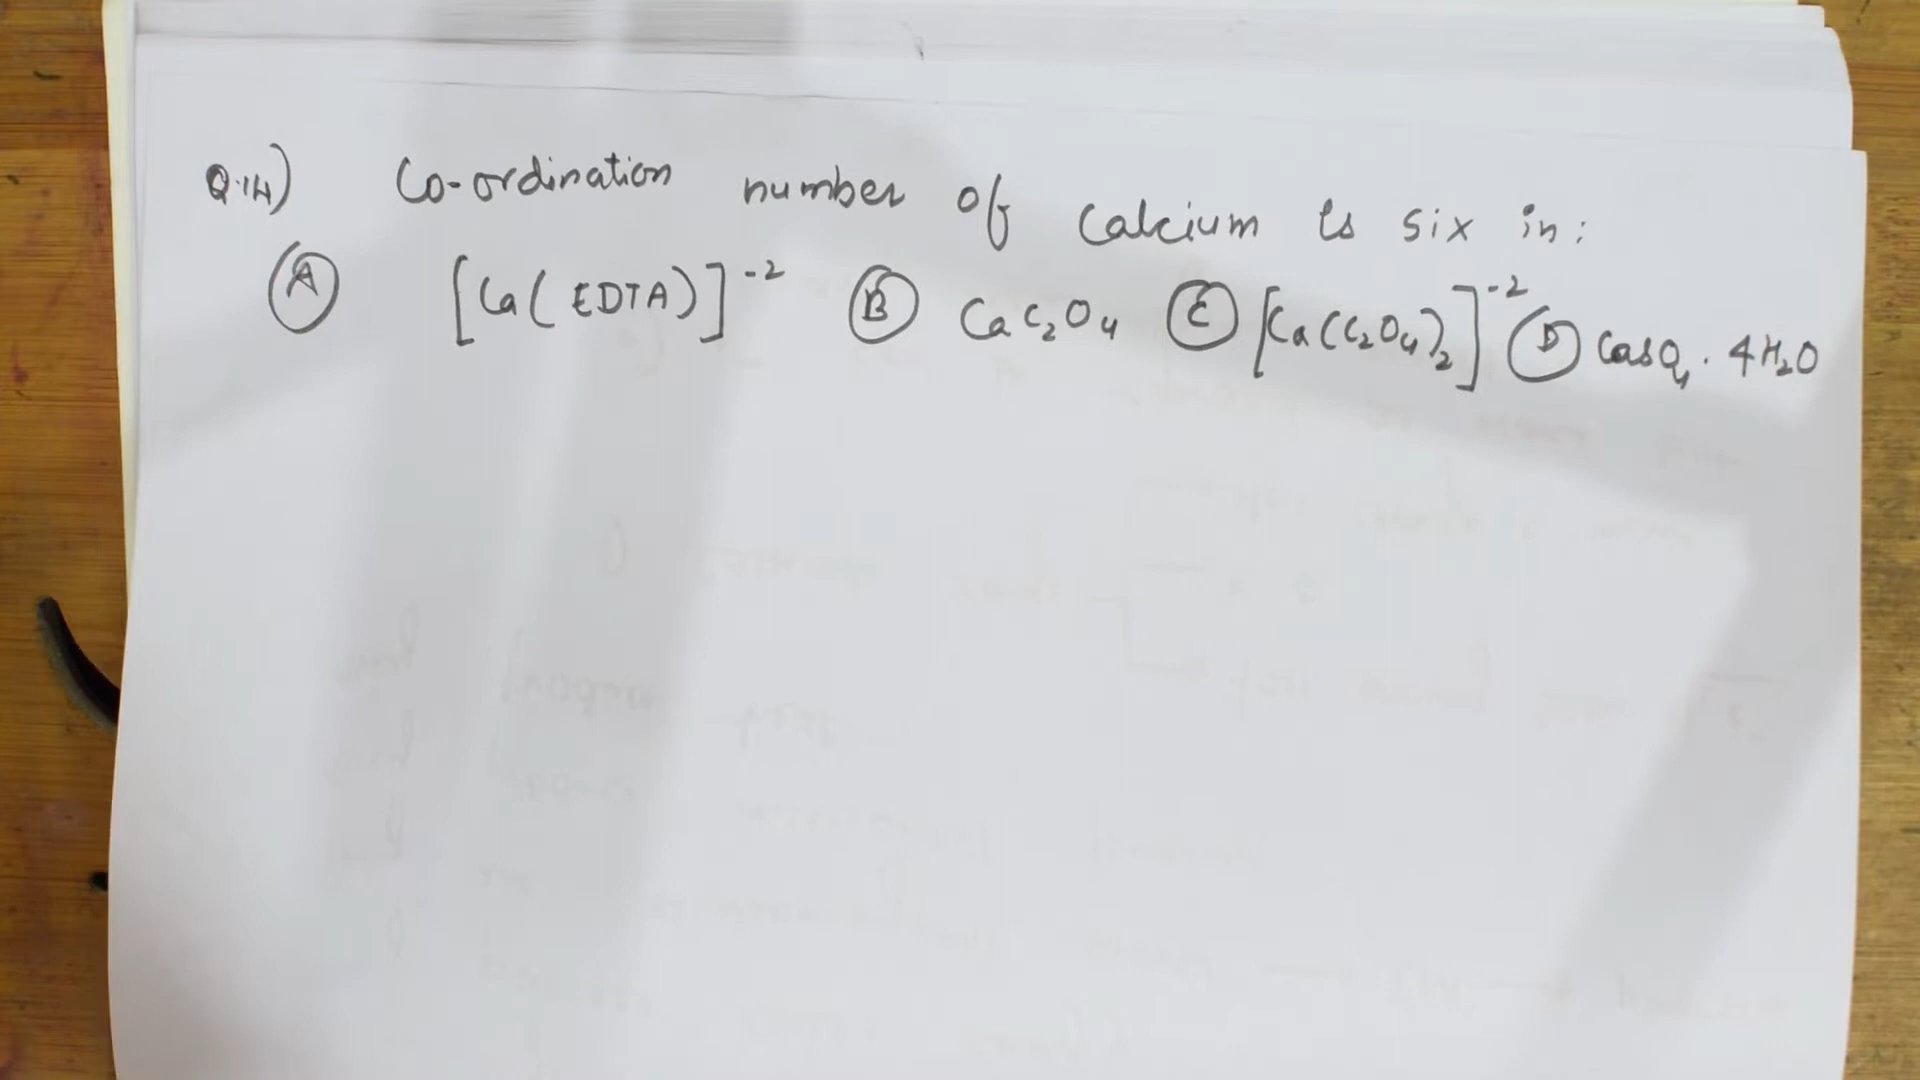 Q.14) Co-ordination number of calcium is six in:
(A) [Ca(EDTA)]⁻² (B) CaC₂O₄ (C) [Ca(C₂O₄)₂]⁻² (D) CaSO₄ . 4H₂O